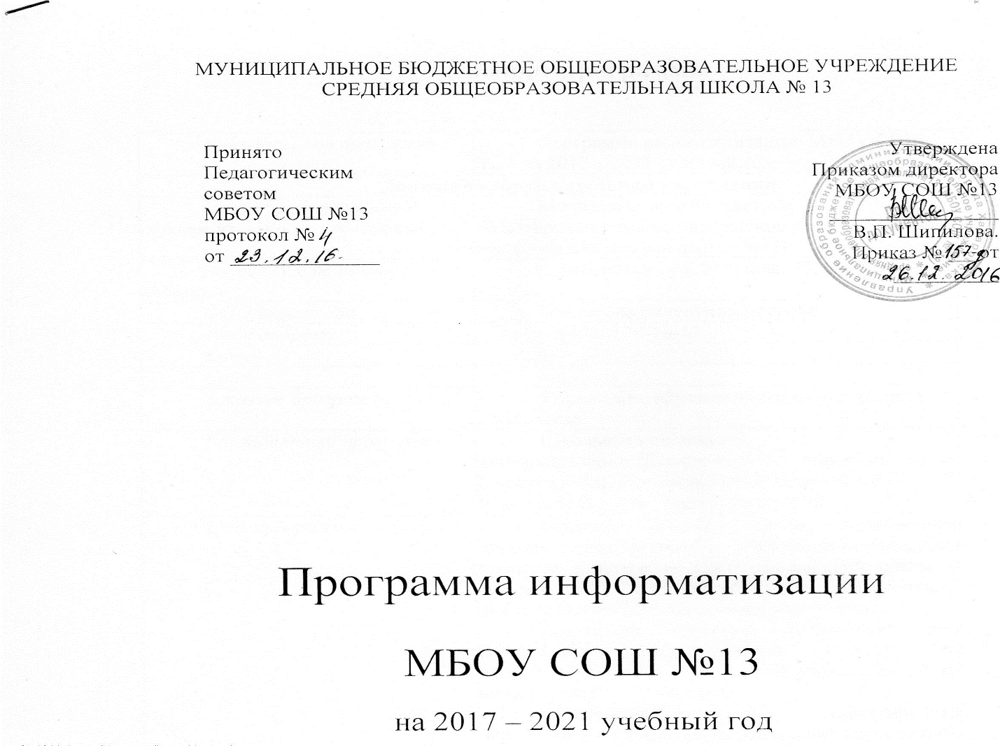 МУНИЦИПАЛЬНОЕ БЮДЖЕТНОЕ ОБЩЕОБРАЗОВАТЕЛЬНОЕ УЧРЕЖДЕНИЕ
СРЕДНЯЯ ОБЩЕОБРАЗОВАТЕЛЬНАЯ ШКОЛА № 13
Принято
Педагогическим
советом
МБОУ СОШ №13
протокол № 4
от 23.12.16.
Утверждена
Приказом директора
МБОУ СОШ №13
В.П. Шипилова.
Приказ №157-д от
26.12. 2016
Программа информатизации
МБОУ СОШ №13
на 2017 – 2021 учебный год